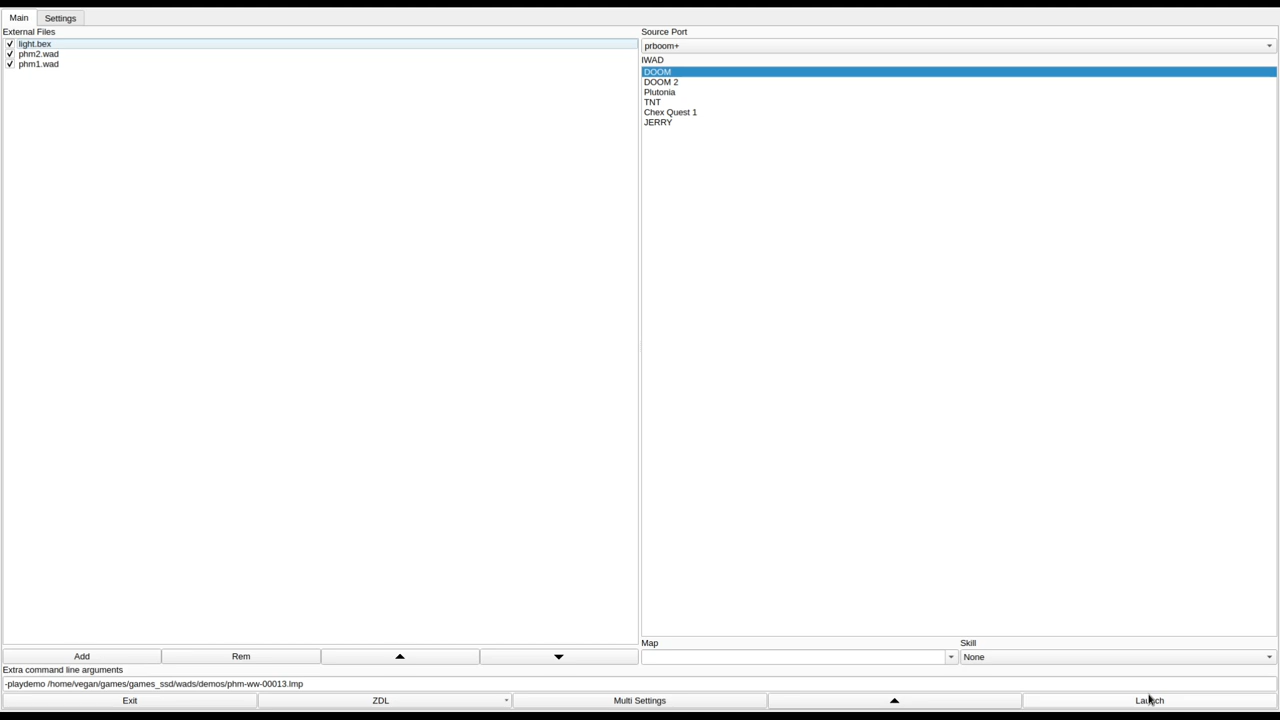 Main Settings
External Files
light.bex
phm2.wad
phm1.wad
Source Port
prboom+
IWAD
DOOM
DOOM 2
Plutonia
TNT
Chex Quest 1
JERRY
Map Skill
None
Add Rem
Extra command line arguments
-playdemo /home/vegan/games/games_ssd/wads/demos/phm-ww-00013.lmp
Exit ZDL Multi Settings Launch